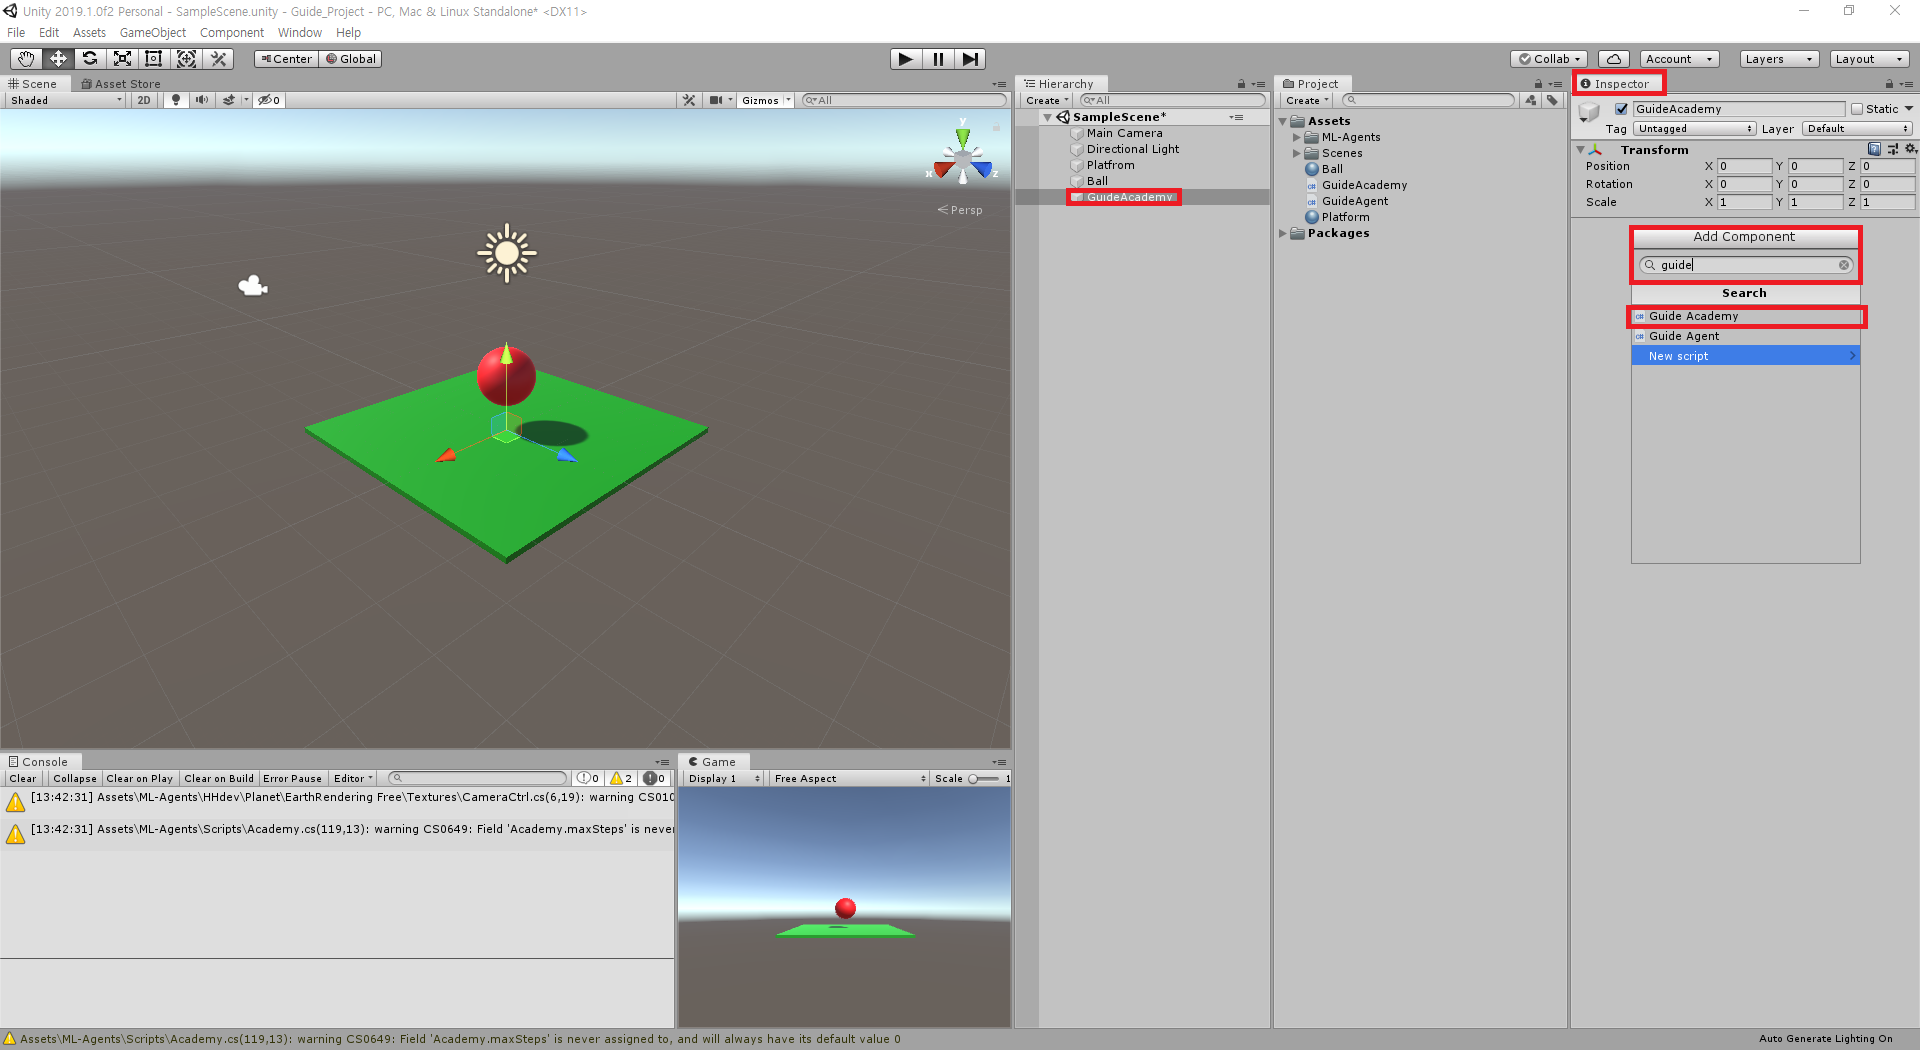 Unity 2019.1.0f2 Personal - SampleScene.unity - Guide_Project - PC, Mac & Linux Standalone* <DX11>
File Edit Assets GameObject Component Window Help
Center Global Collab Account Layers Layout
Scene Asset Store
Shaded 2D 0 Gizmos All
y
x
z
Persp
Hierarchy
Create All
SampleScene*
Main Camera
Directional Light
Platfrom
Ball
GuideAcademy
Project
Create
Assets
ML-Agents
Scenes
Ball
GuideAcademy
GuideAgent
Platform
Packages
Inspector
GuideAcademy Static
Tag Untagged Layer Default
Transform
Position X 0 Y 0 Z 0
Rotation X 0 Y 0 Z 0
Scale X 1 Y 1 Z 1
Add Component
guide
Search
Guide Academy
Guide Agent
New script
Console
Clear Collapse Clear on Play Clear on Build Error Pause Editor 0 2 0
[13:42:31] Assets\ML-Agents\HHdev\Planet\EarthRendering Free\Textures\CameraCtrl.cs(6,19): warning CS010
[13:42:31] Assets\ML-Agents\Scripts\Academy.cs(119,13): warning CS0649: Field 'Academy.maxSteps' is never
Game
Display 1 Free Aspect Scale 1
Assets\ML-Agents\Scripts\Academy.cs(119,13): warning CS0649: Field 'Academy.maxSteps' is never assigned to, and will always have its default value 0
Auto Generate Lighting On